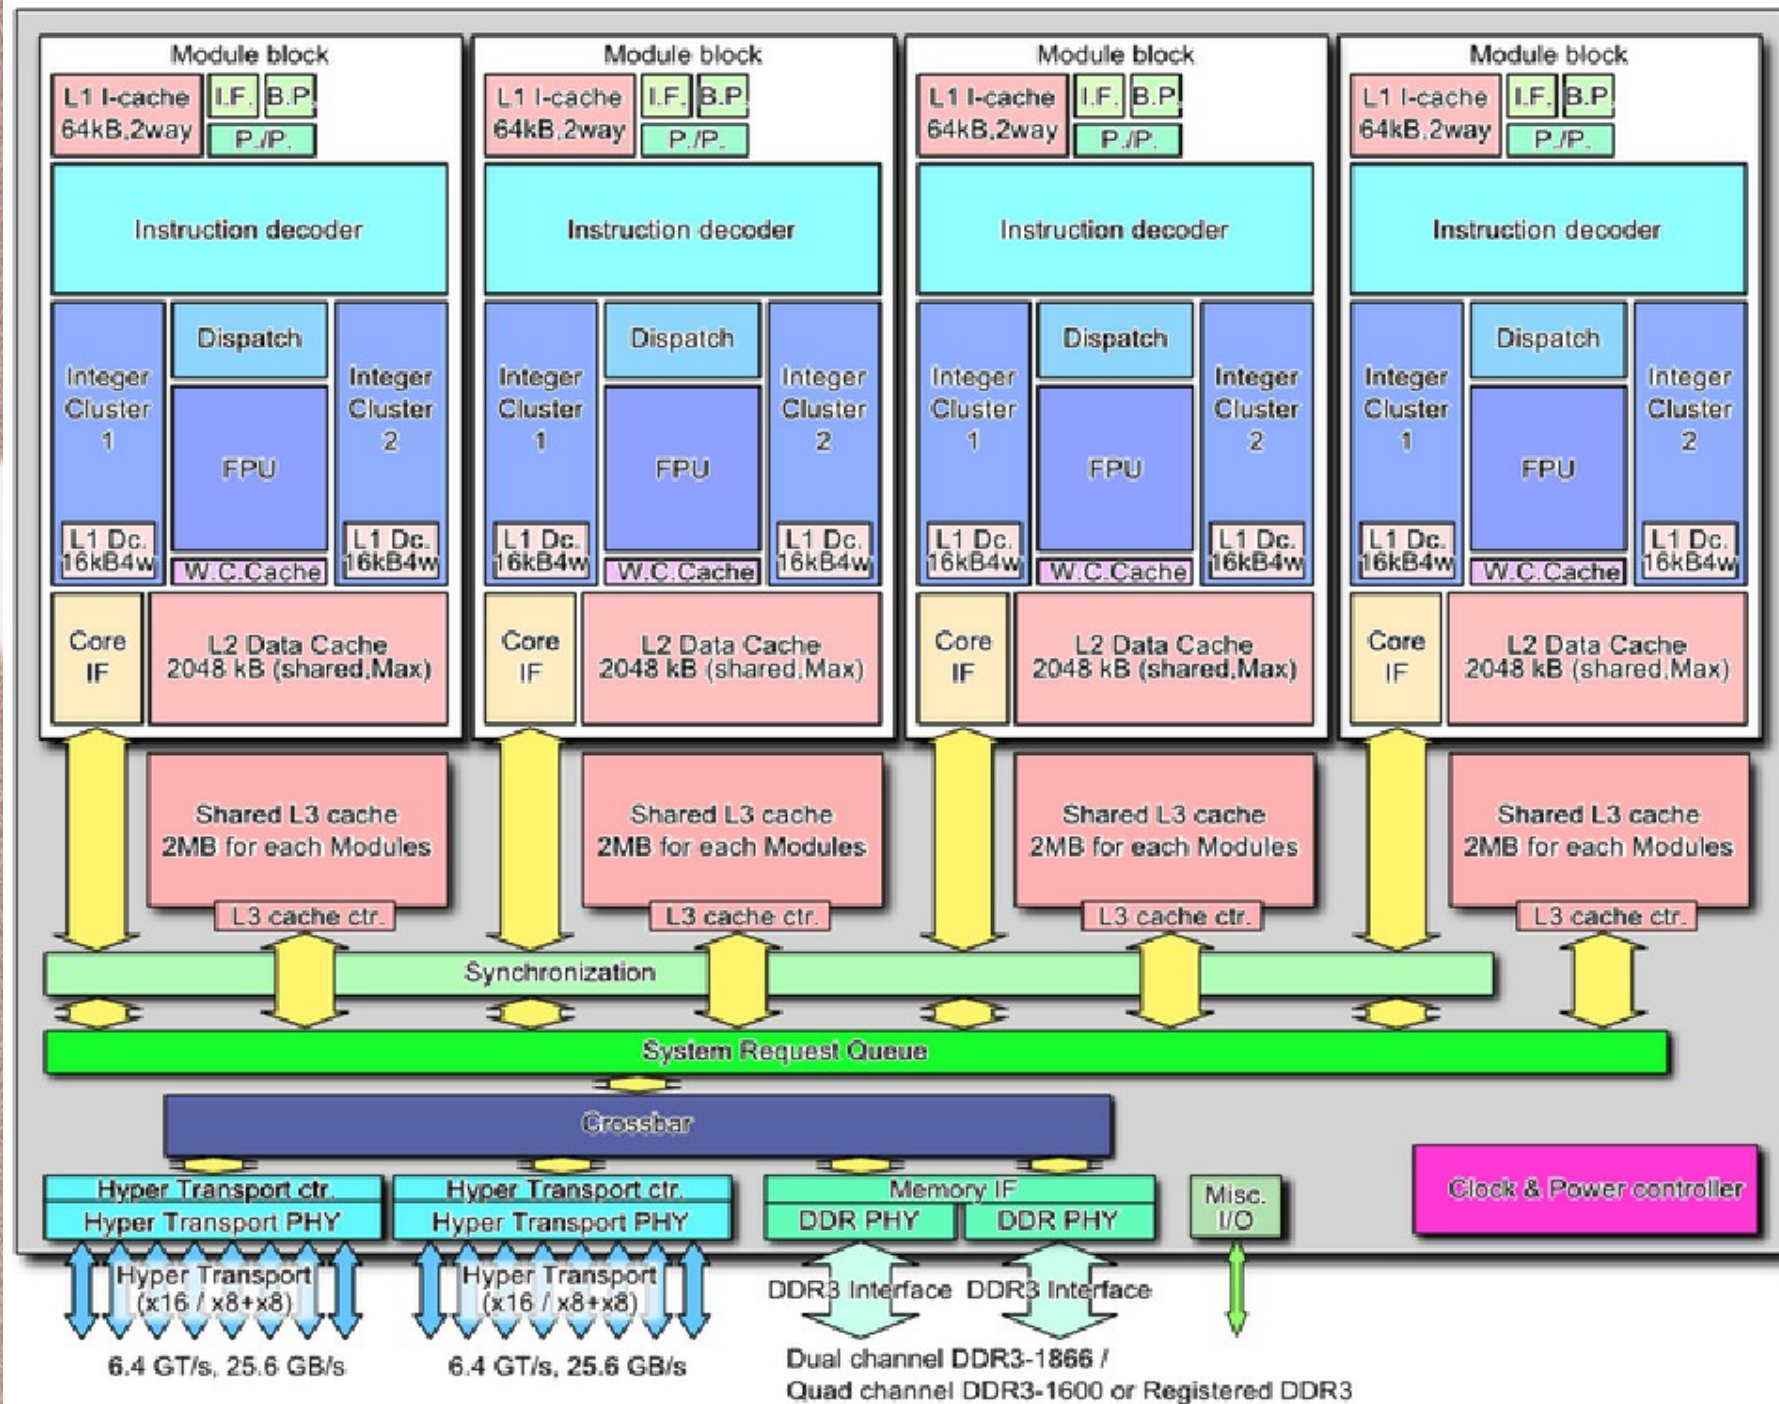 Module block
L1 I-cache
64kB,2way
I.F.
B.P.
P./P.
Instruction decoder
Integer
Cluster
1
Dispatch
FPU
Integer
Cluster
2
L1 Dc.
16kB4w
W.C.Cache
L1 Dc.
16kB4w
Core
IF
L2 Data Cache
2048 kB (shared,Max)
Module block
L1 I-cache
64kB,2way
I.F.
B.P.
P./P.
Instruction decoder
Integer
Cluster
1
Dispatch
FPU
Integer
Cluster
2
L1 Dc.
16kB4w
W.C.Cache
L1 Dc.
16kB4w
Core
IF
L2 Data Cache
2048 kB (shared,Max)
Module block
L1 I-cache
64kB,2way
I.F.
B.P.
P./P.
Instruction decoder
Integer
Cluster
1
Dispatch
FPU
Integer
Cluster
2
L1 Dc.
16kB4w
W.C.Cache
L1 Dc.
16kB4w
Core
IF
L2 Data Cache
2048 kB (shared,Max)
Module block
L1 I-cache
64kB,2way
I.F.
B.P.
P./P.
Instruction decoder
Integer
Cluster
1
Dispatch
FPU
Integer
Cluster
2
L1 Dc.
16kB4w
W.C.Cache
L1 Dc.
16kB4w
Core
IF
L2 Data Cache
2048 kB (shared,Max)
Shared L3 cache
2MB for each Modules
L3 cache ctr.
Shared L3 cache
2MB for each Modules
L3 cache ctr.
Shared L3 cache
2MB for each Modules
L3 cache ctr.
Shared L3 cache
2MB for each Modules
L3 cache ctr.
Synchronization
System Request Queue
Crossbar
Hyper Transport ctr.
Hyper Transport PHY
Hyper Transport ctr.
Hyper Transport PHY
Memory IF
DDR PHY
DDR PHY
Misc.
I/O
Clock & Power controller
Hyper Transport
(x16 / x8+x8)
Hyper Transport
(x16 / x8+x8)
DDR3 Interface
DDR3 Interface
6.4 GT/s, 25.6 GB/s
6.4 GT/s, 25.6 GB/s
Dual channel DDR3-1866 /
Quad channel DDR3-1600 or Registered DDR3